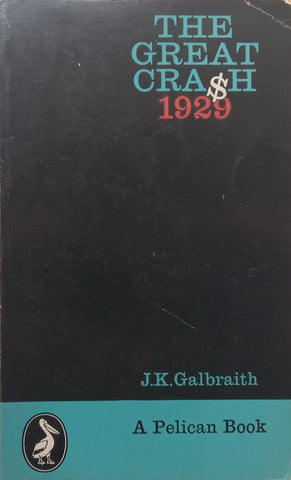 THE
GREAT
CRA$H
1929
J.K.Galbraith
A Pelican Book